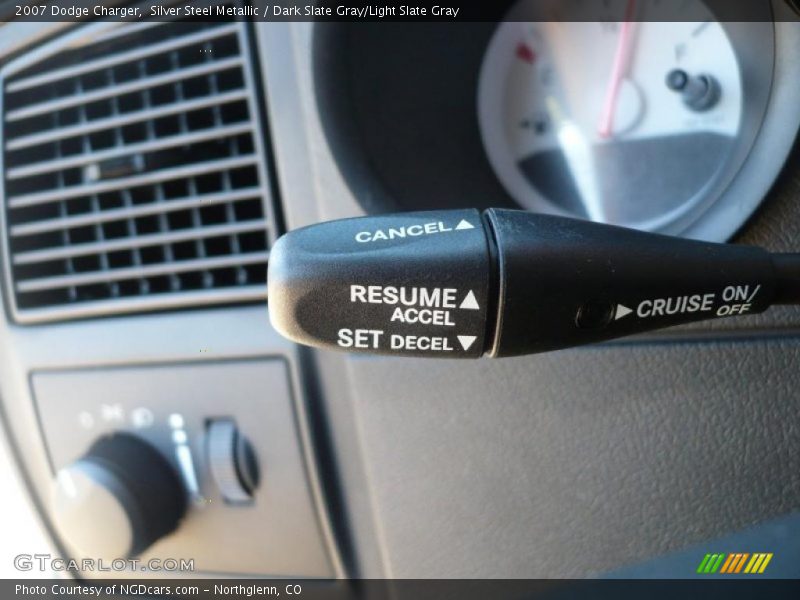 2007 Dodge Charger, Silver Steel Metallic / Dark Slate Gray/Light Slate Gray
CANCEL▲
RESUME▲
ACCEL
SET DECEL▼
▶CRUISE ON/
OFF
GTCARLOT.COM
Photo Courtesy of NGDcars.com - Northglenn, CO